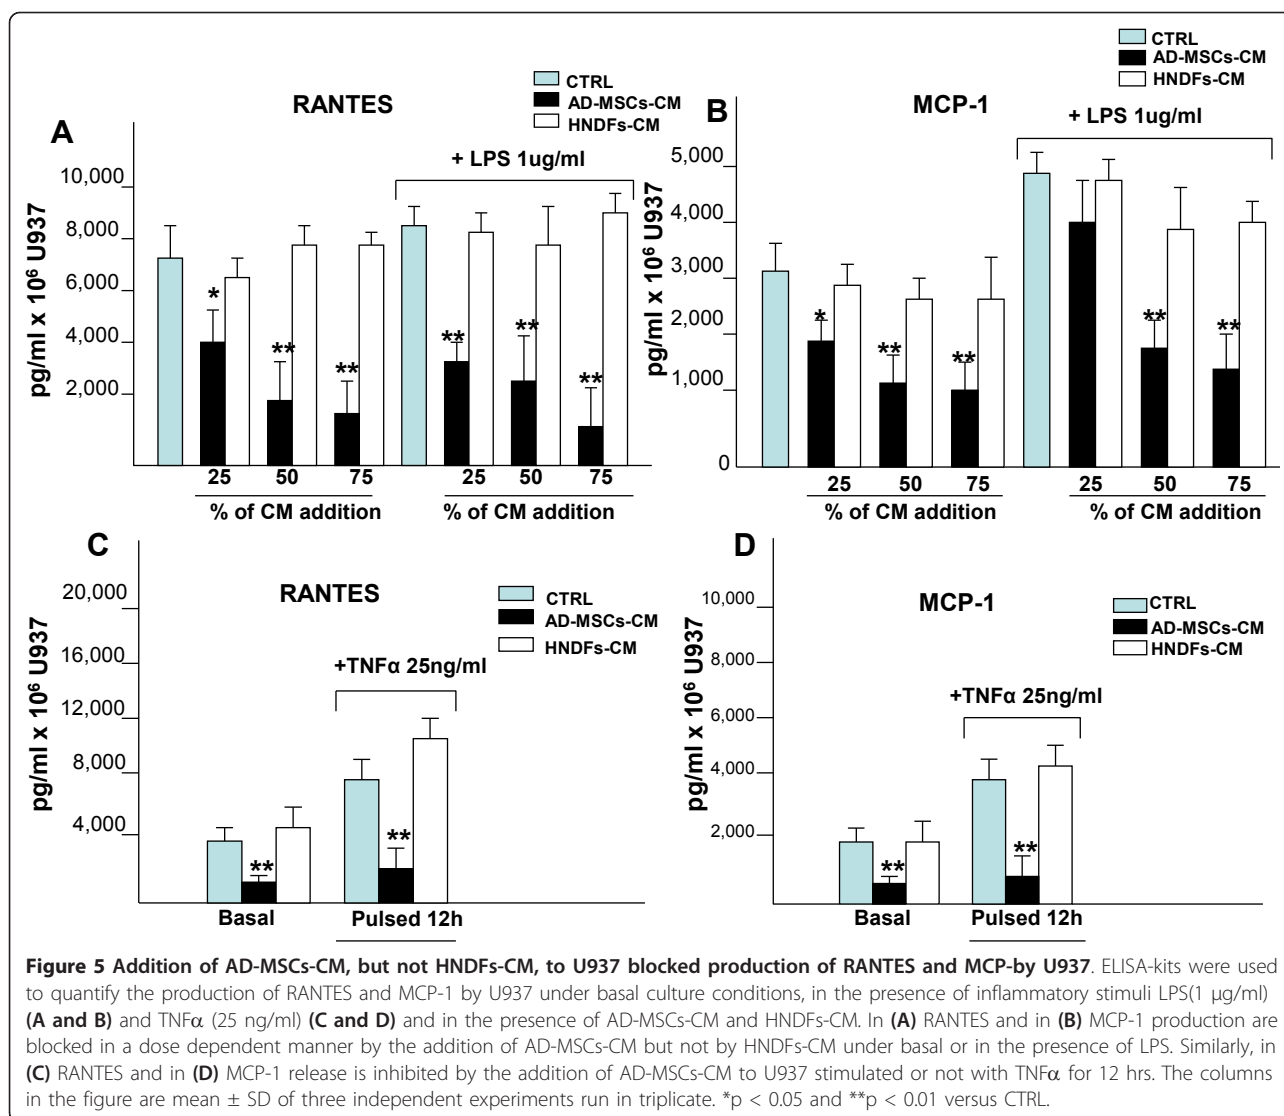 RANTES
CTRL
AD-MSCs-CM
HNDFs-CM
A
+ LPS 1ug/ml
pg/ml x 10⁶ U937
10,000
8,000
6,000
4,000
2,000
*
**
**
**
**
**
25 50 75 25 50 75
% of CM addition % of CM addition
MCP-1
CTRL
AD-MSCs-CM
HNDFs-CM
B
+ LPS 1ug/ml
pg/ml x 10⁶ U937
5,000
4,000
3,000
2,000
1,000
0
*
**
**
**
**
25 50 75 25 50 75
% of CM addition % of CM addition
C
RANTES
CTRL
AD-MSCs-CM
HNDFs-CM
+TNFα 25ng/ml
pg/ml x 10⁶ U937
20,000
16,000
12,000
8,000
4,000
**
**
Basal Pulsed 12h
D
MCP-1
CTRL
AD-MSCs-CM
HNDFs-CM
+TNFα 25ng/ml
pg/ml x 10⁶ U937
10,000
8,000
6,000
4,000
2,000
**
**
Basal Pulsed 12h
Figure 5 Addition of AD-MSCs-CM, but not HNDFs-CM, to U937 blocked production of RANTES and MCP-by U937. ELISA-kits were used
to quantify the production of RANTES and MCP-1 by U937 under basal culture conditions, in the presence of inflammatory stimuli LPS(1 μg/ml)
(A and B) and TNFα (25 ng/ml) (C and D) and in the presence of AD-MSCs-CM and HNDFs-CM. In (A) RANTES and in (B) MCP-1 production are
blocked in a dose dependent manner by the addition of AD-MSCs-CM but not by HNDFs-CM under basal or in the presence of LPS. Similarly, in
(C) RANTES and in (D) MCP-1 release is inhibited by the addition of AD-MSCs-CM to U937 stimulated or not with TNFα for 12 hrs. The columns
in the figure are mean ± SD of three independent experiments run in triplicate. *p < 0.05 and **p < 0.01 versus CTRL.